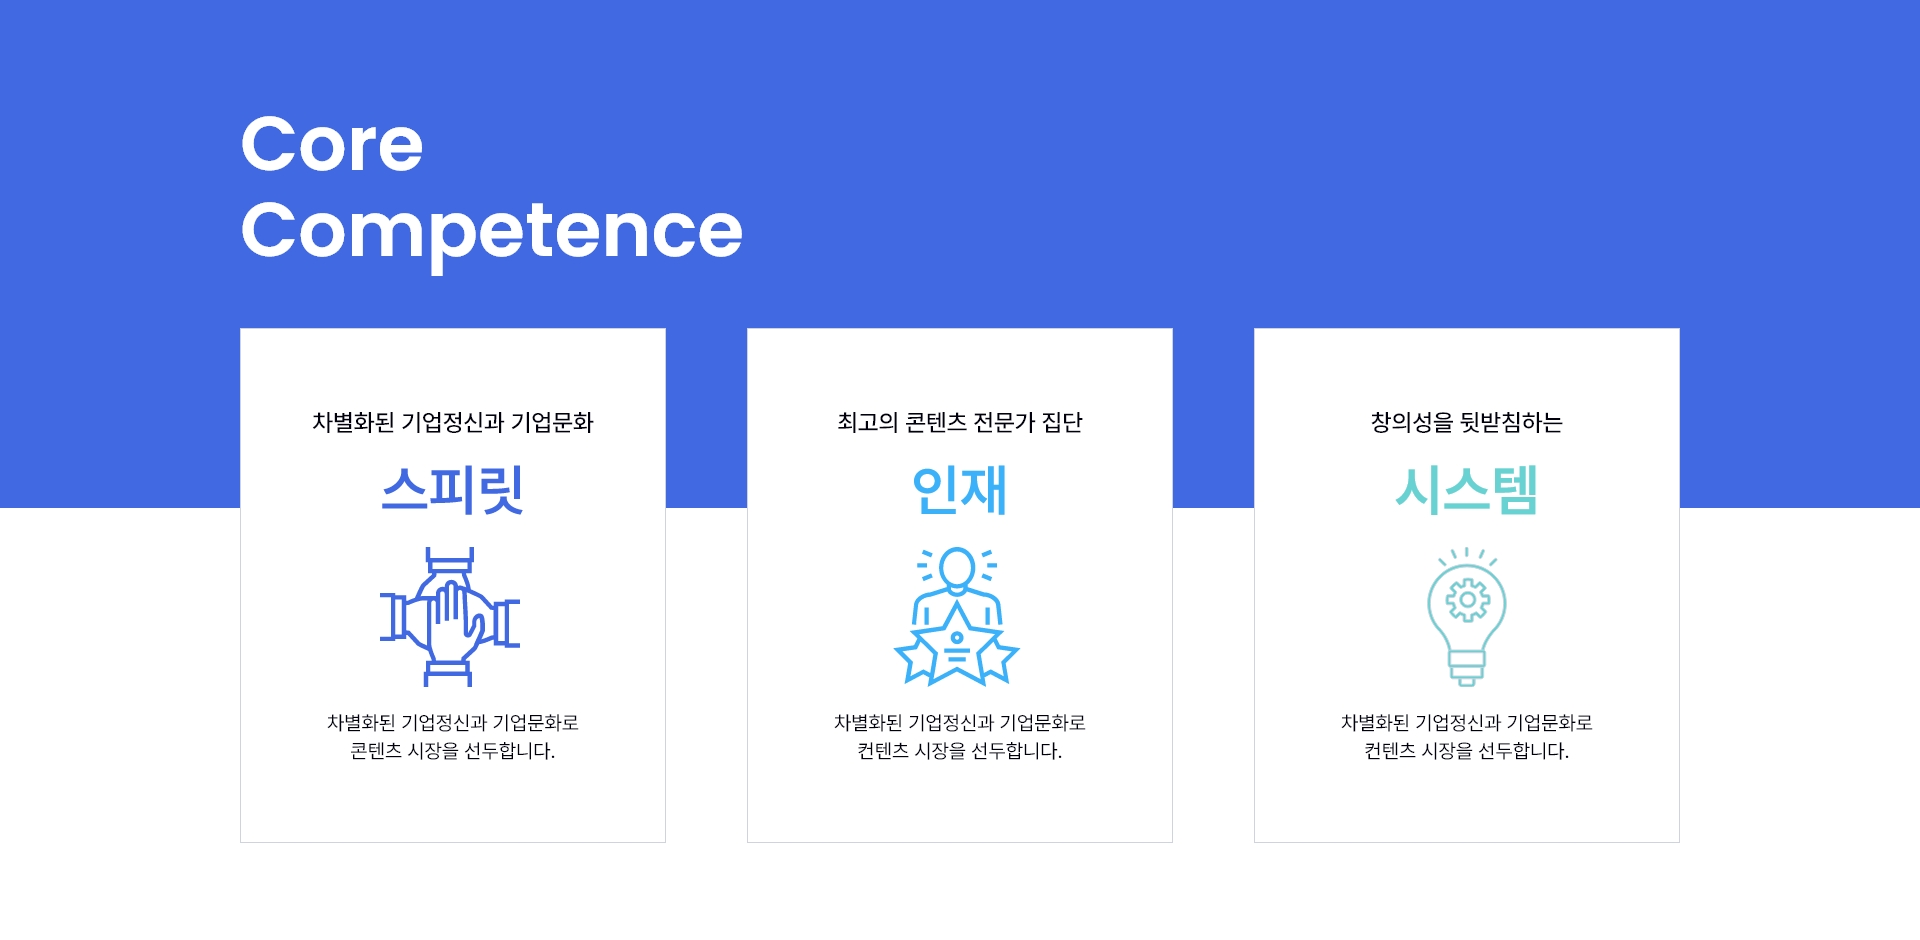 Core
Competence
차별화된 기업정신과 기업문화
스피릿
차별화된 기업정신과 기업문화로
콘텐츠 시장을 선두합니다.
최고의 콘텐츠 전문가 집단
인재
차별화된 기업정신과 기업문화로
컨텐츠 시장을 선두합니다.
창의성을 뒷받침하는
시스템
차별화된 기업정신과 기업문화로
컨텐츠 시장을 선두합니다.